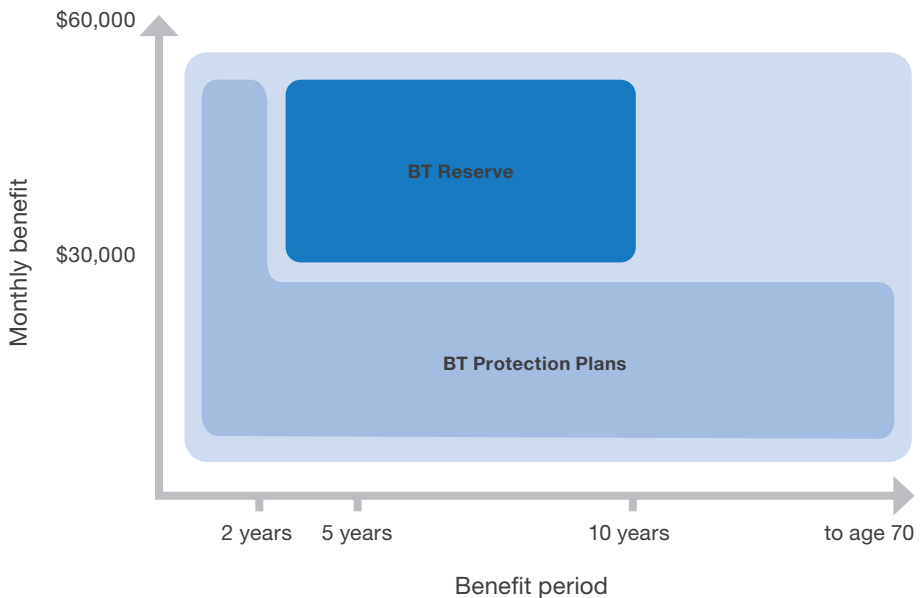 $60,000
BT Reserve
$30,000
Monthly benefit
BT Protection Plans
2 years
5 years
10 years
to age 70
Benefit period